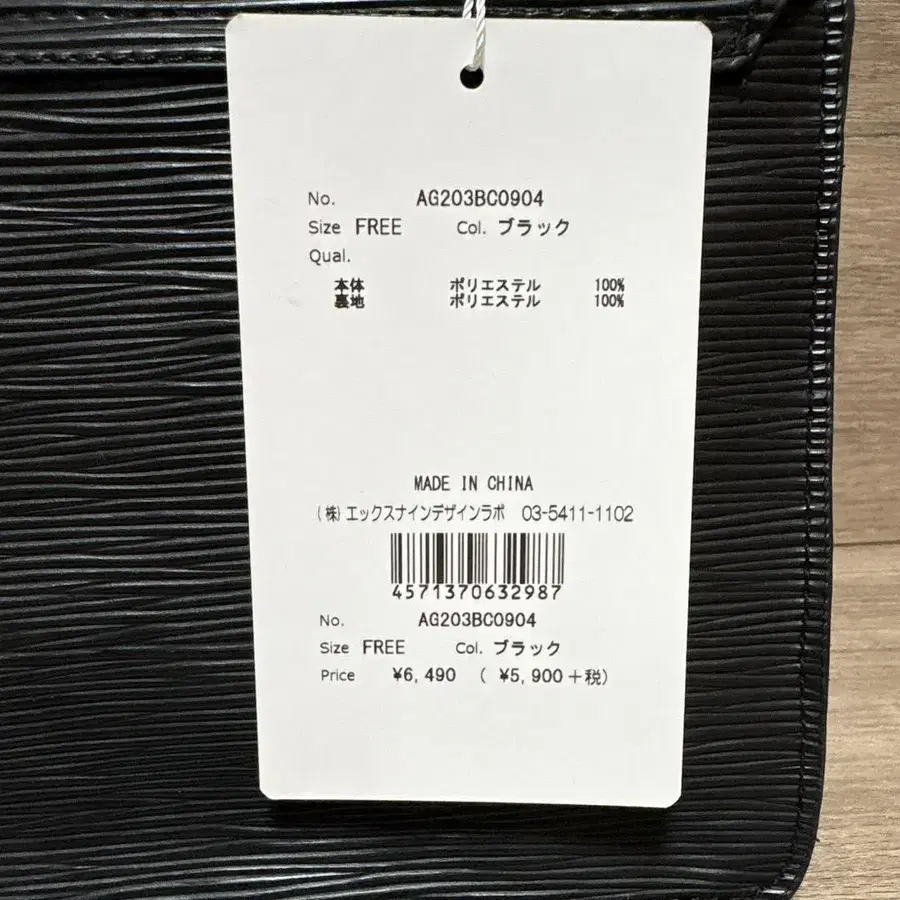 No. AG203BC0904
Size FREE Col. ブラック
Qual.
本体 ポリエステル 100%
裏地 ポリエステル 100%
MADE IN CHINA
(株)エックスナインデザインラボ 03-5411-1102
4571370632987
No. AG203BC0904
Size FREE Col. ブラック
Price ¥6,490 ( ¥5,900+税)